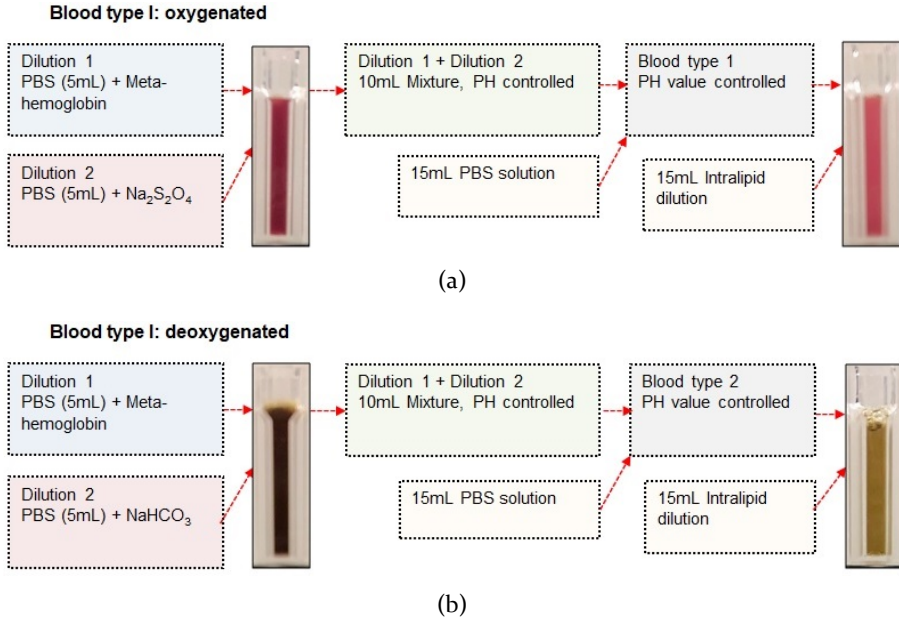 Blood type I: oxygenated
Dilution 1
PBS (5mL) + Meta-
hemoglobin
Dilution 2
PBS (5mL) + Na₂S₂O₄
Dilution 1 + Dilution 2
10mL Mixture, PH controlled
15mL PBS solution
Blood type 1
PH value controlled
15mL Intralipid
dilution
(a)
Blood type I: deoxygenated
Dilution 1
PBS (5mL) + Meta-
hemoglobin
Dilution 2
PBS (5mL) + NaHCO₃
Dilution 1 + Dilution 2
10mL Mixture, PH controlled
15mL PBS solution
Blood type 2
PH value controlled
15mL Intralipid
dilution
(b)